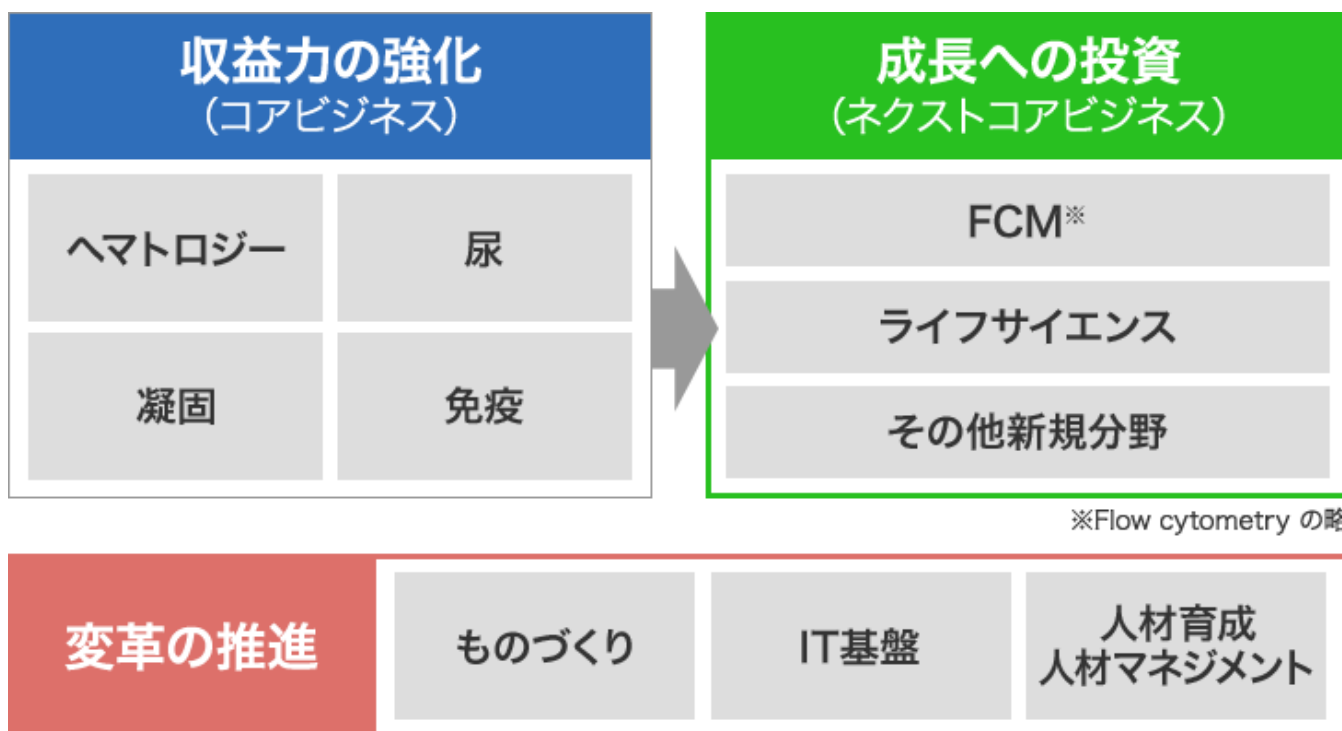 収益力の強化
（コアビジネス）
ヘマトロジー
尿
凝固
免疫
成長への投資
（ネクストコアビジネス）
FCM※
ライフサイエンス
その他新規分野
※Flow cytometry の略
変革の推進
ものづくり
IT基盤
人材育成
人材マネジメント